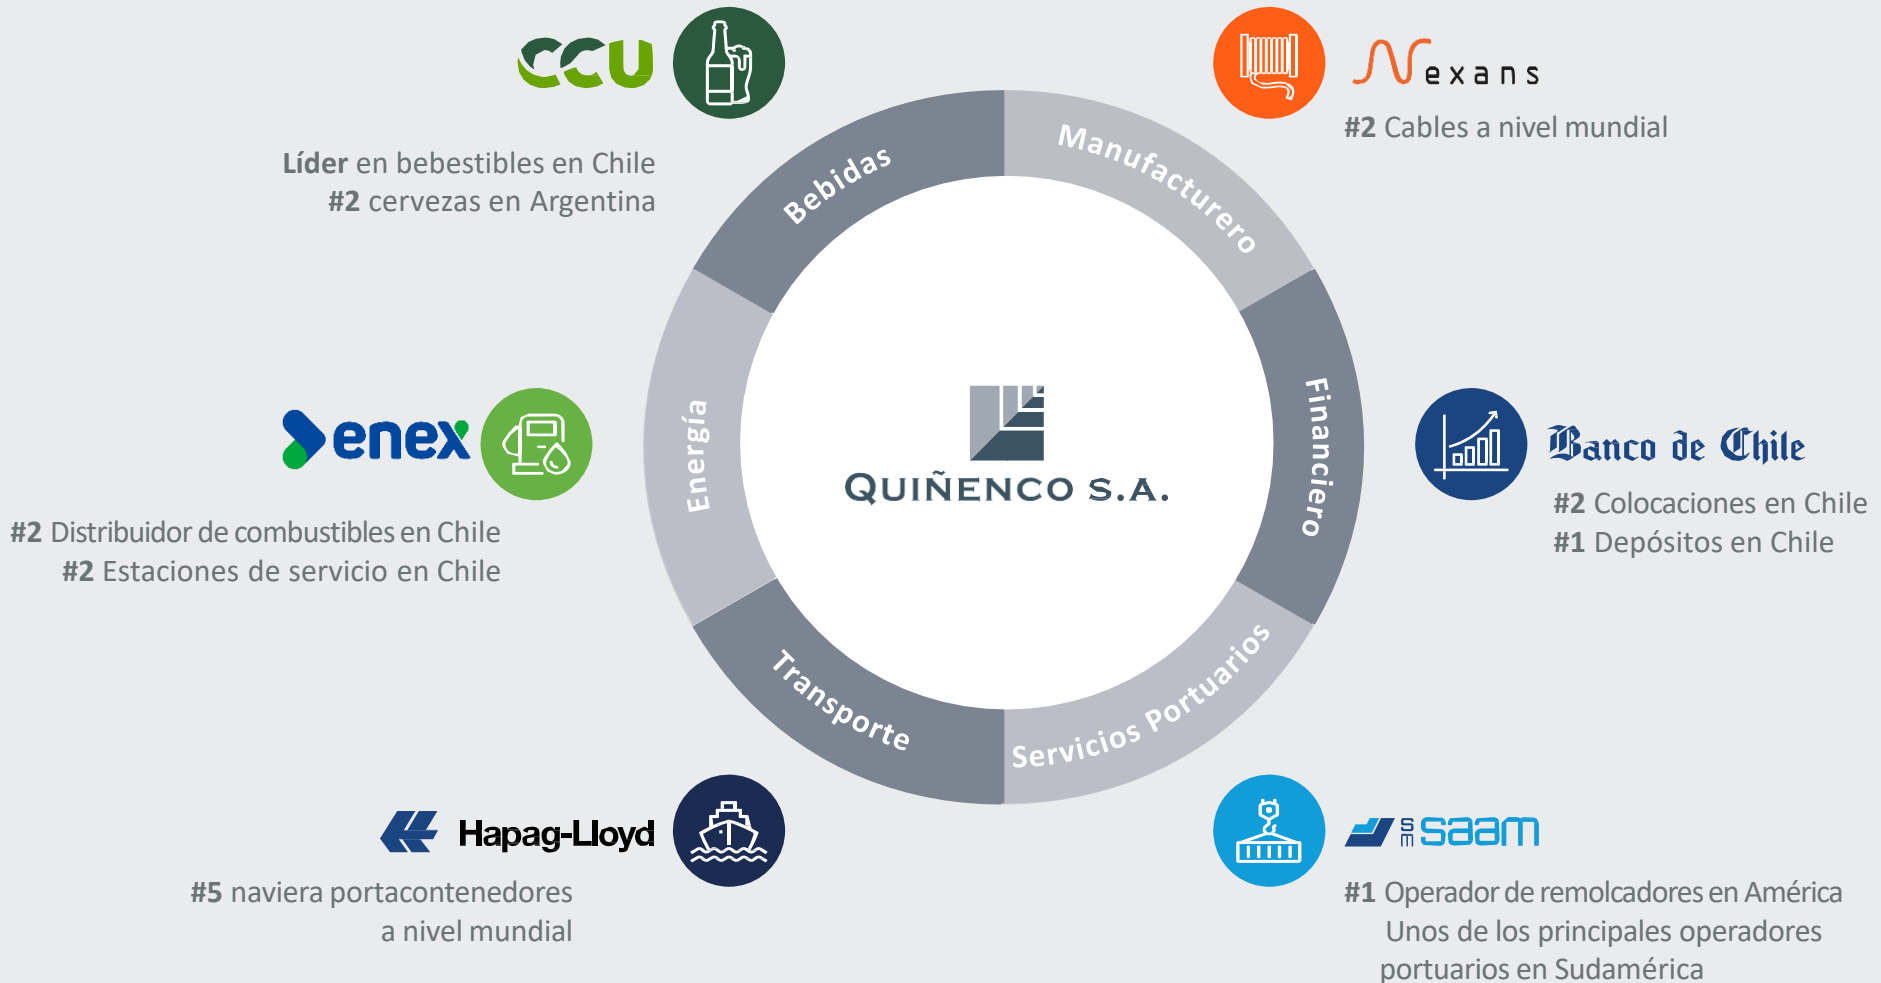 CCU
Líder en bebestibles en Chile
#2 cervezas en Argentina
Nexans
#2 Cables a nivel mundial
Bebidas
Manufacturero
Energía
Financiero
Transporte
Servicios Portuarios
QUIÑENCO S.A.
enex
#2 Distribuidor de combustibles en Chile
#2 Estaciones de servicio en Chile
Banco de Chile
#2 Colocaciones en Chile
#1 Depósitos en Chile
Hapag-Lloyd
#5 naviera portacontenedores
a nivel mundial
SM saam
#1 Operador de remolcadores en América
Unos de los principales operadores
portuarios en Sudamérica